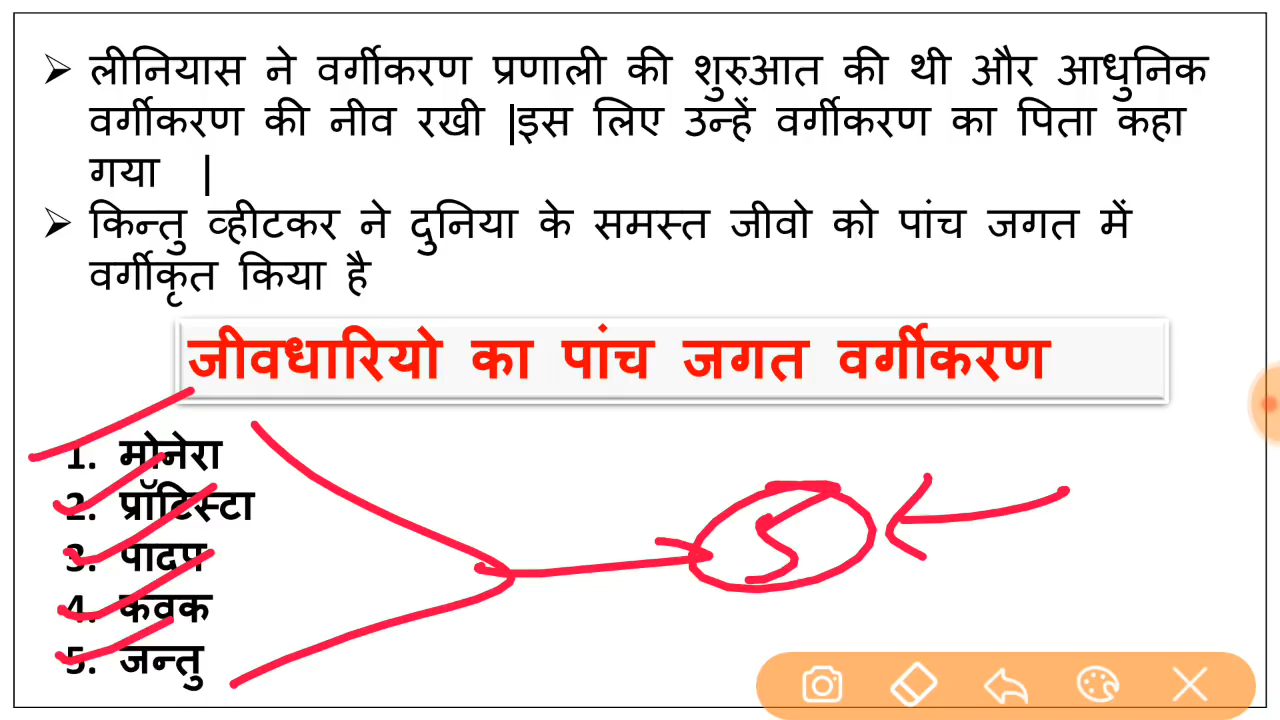 ➢ लीनियास ने वर्गीकरण प्रणाली की शुरुआत की थी और आधुनिक
वर्गीकरण की नीव रखी |इस लिए उन्हें वर्गीकरण का पिता कहा
गया |
➢ किन्तु व्हीटकर ने दुनिया के समस्त जीवो को पांच जगत में
वर्गीकृत किया है
जीवधारियो का पांच जगत वर्गीकरण
1. मोनेरा
2. प्रॉटिस्टा
3. पादप
4. कवक
5. जन्तु
5